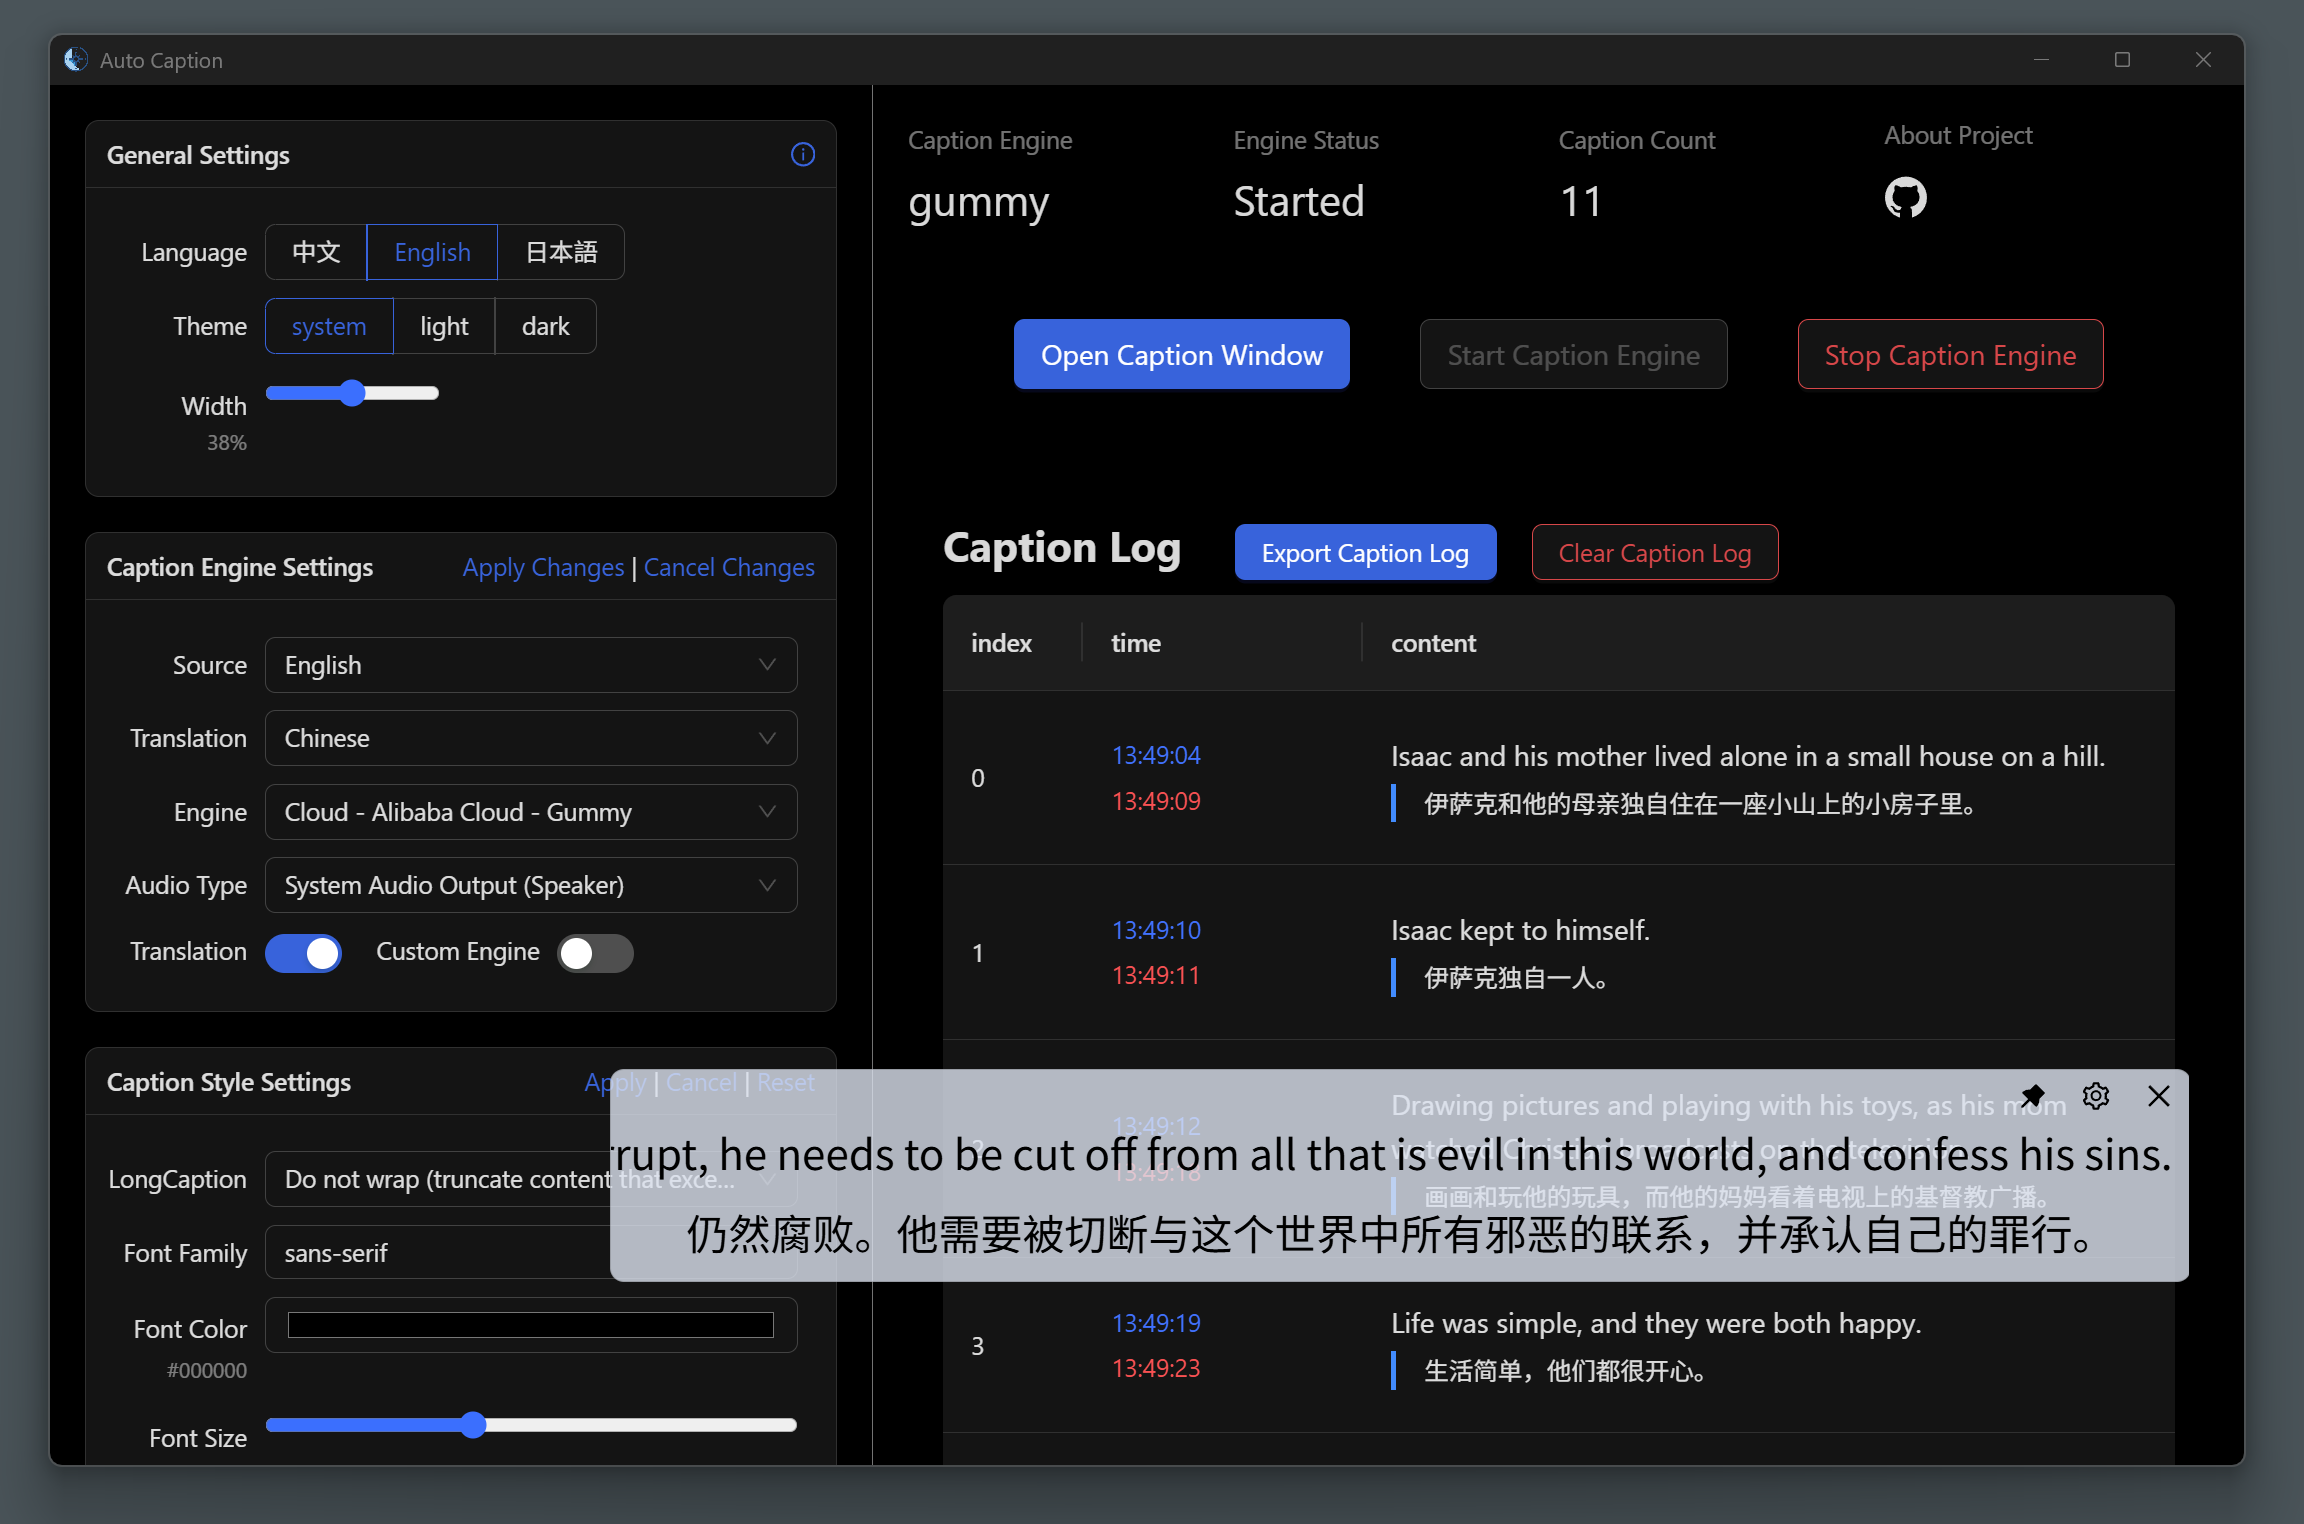 Auto Caption
General Settings
Language
中文
English
日本語
Theme
system
light
dark
Width
38%
Caption Engine Settings
Apply Changes | Cancel Changes
Source
English
Translation
Chinese
Engine
Cloud - Alibaba Cloud - Gummy
Audio Type
System Audio Output (Speaker)
Translation
Custom Engine
Caption Style Settings
Apply | Cancel | Reset
LongCaption
Do not wrap (truncate content that exce...
Font Family
sans-serif
Font Color
#000000
Font Size
Caption Engine
gummy
Engine Status
Started
Caption Count
11
About Project
Open Caption Window
Start Caption Engine
Stop Caption Engine
Caption Log
Export Caption Log
Clear Caption Log
index
time
content
0
13:49:04
13:49:09
Isaac and his mother lived alone in a small house on a hill.
伊萨克和他的母亲独自住在一座小山上的小房子里。
1
13:49:10
13:49:11
Isaac kept to himself.
伊萨克独自一人。
2
13:49:12
13:49:18
Drawing pictures and playing with his toys, as his mom
watched Christian broadcasts on the television.
画画和玩他的玩具，而他的妈妈看着电视上的基督教广播。
rrupt, he needs to be cut off from all that is evil in this world, and confess his sins.
仍然腐败。他需要被切断与这个世界中所有邪恶的联系，并承认自己的罪行。
3
13:49:19
13:49:23
Life was simple, and they were both happy.
生活简单，他们都很开心。